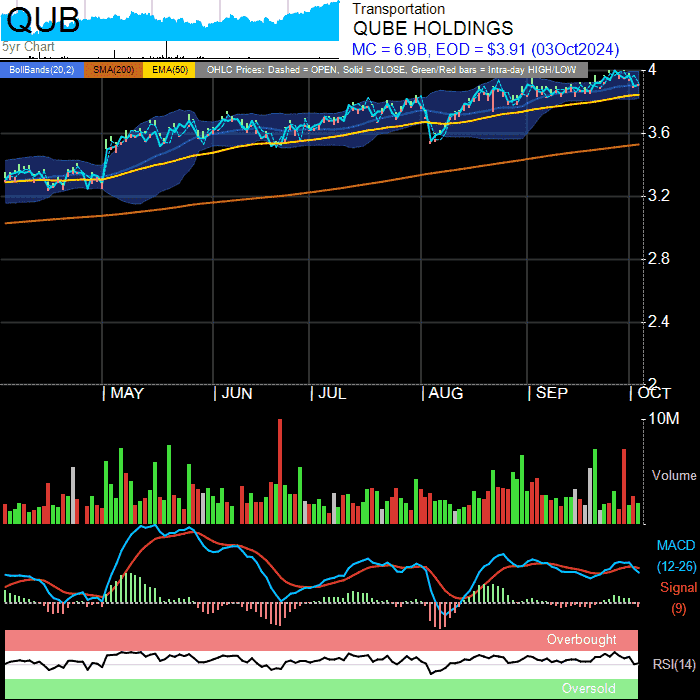 QUB
5yr Chart
Transportation
QUBE HOLDINGS
MC = 6.9B, EOD = $3.91 (03Oct2024)
BollBands(20,2) SMA(200) EMA(50) OHLC Prices: Dashed = OPEN, Solid = CLOSE, Green/Red bars = Intra-day HIGH/LOW
4
3.6
3.2
2.8
2.4
2
MAY JUN JUL AUG SEP OCT
10M
Volume
MACD
(12-26)
Signal
(9)
Overbought
RSI(14)
Oversold